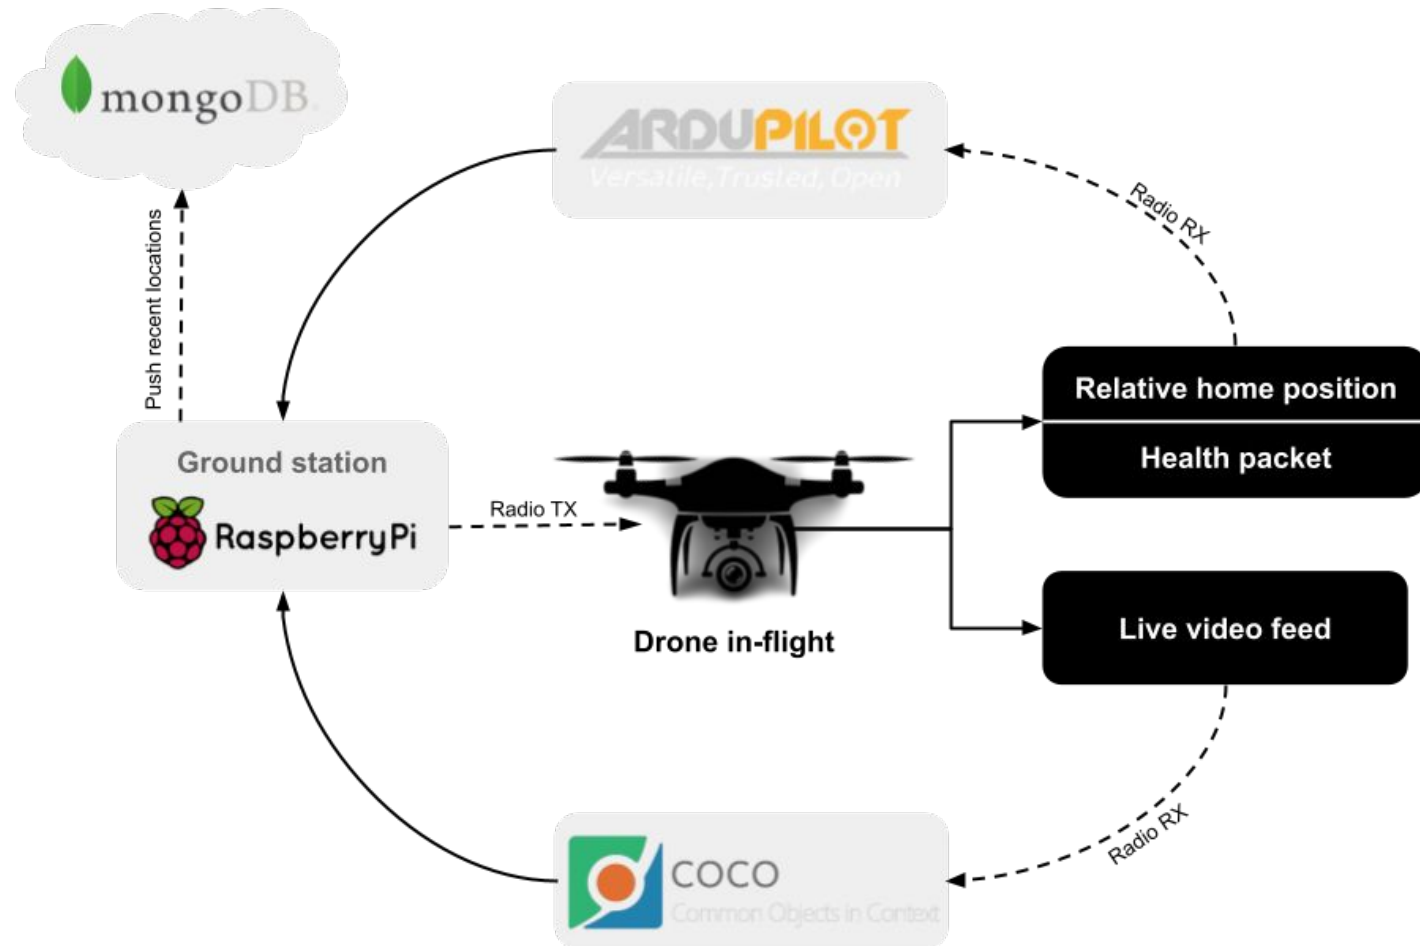 mongoDB.
ARDUPILOT
Versatile, Trusted, Open
Radio RX
Push recent locations
Relative home position
Health packet
Ground station
RaspberryPi
Radio TX
Drone in-flight
Live video feed
Radio RX
COCO
Common Objects in Context